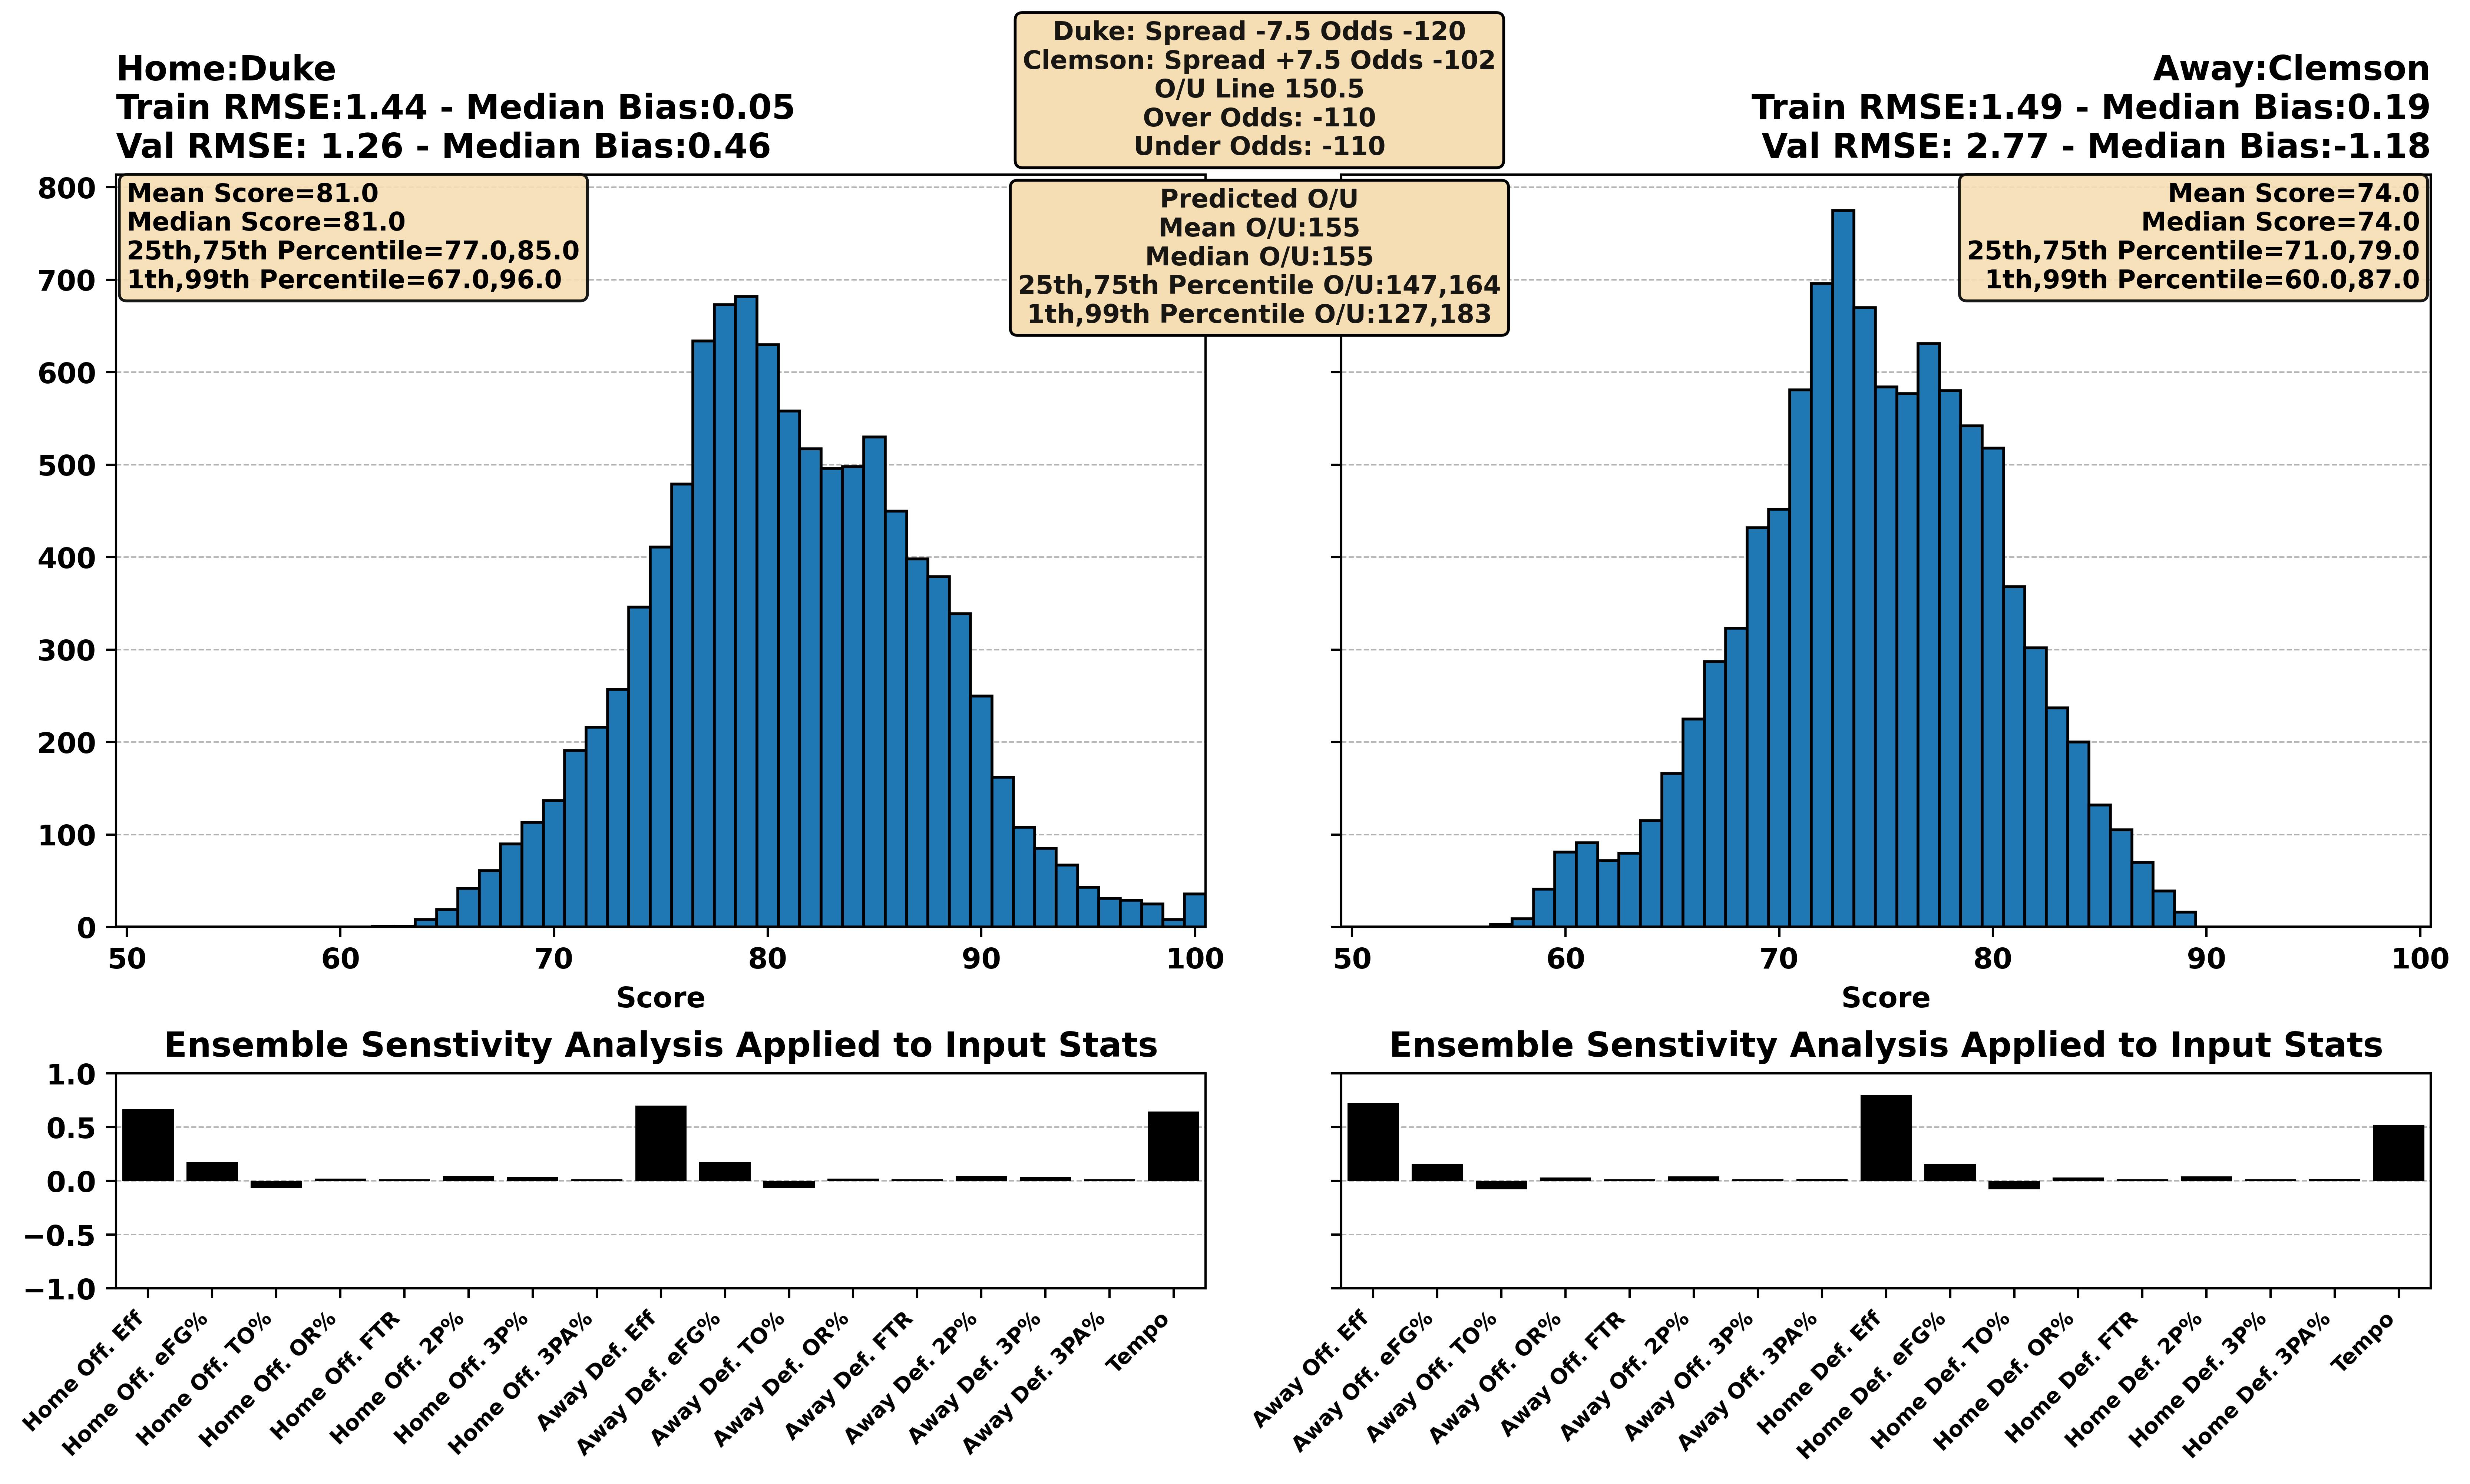 Duke: Spread -7.5 Odds -120
Clemson: Spread +7.5 Odds -102
O/U Line 150.5
Over Odds: -110
Under Odds: -110
Home:Duke
Train RMSE:1.44 - Median Bias:0.05
Val RMSE: 1.26 - Median Bias:0.46
Away:Clemson
Train RMSE:1.49 - Median Bias:0.19
Val RMSE: 2.77 - Median Bias:-1.18
Mean Score=81.0
Median Score=81.0
25th,75th Percentile=77.0,85.0
1th,99th Percentile=67.0,96.0
Predicted O/U
Mean O/U:155
Median O/U:155
25th,75th Percentile O/U:147,164
1th,99th Percentile O/U:127,183
Mean Score=74.0
Median Score=74.0
25th,75th Percentile=71.0,79.0
1th,99th Percentile=60.0,87.0
800
700
600
500
400
300
200
100
0
50 60 70 80 90 100
Score
50 60 70 80 90 100
Score
Ensemble Senstivity Analysis Applied to Input Stats
1.0
0.5
0.0
−0.5
−1.0
Home Off. Eff
Home Off. eFG%
Home Off. TO%
Home Off. OR%
Home Off. FTR
Home Off. 2P%
Home Off. 3P%
Home Off. 3PA%
Away Def. Eff
Away Def. eFG%
Away Def. TO%
Away Def. OR%
Away Def. FTR
Away Def. 2P%
Away Def. 3P%
Away Def. 3PA%
Tempo
Ensemble Senstivity Analysis Applied to Input Stats
Away Off. Eff
Away Off. eFG%
Away Off. TO%
Away Off. OR%
Away Off. FTR
Away Off. 2P%
Away Off. 3P%
Away Off. 3PA%
Home Def. Eff
Home Def. eFG%
Home Def. TO%
Home Def. OR%
Home Def. FTR
Home Def. 2P%
Home Def. 3P%
Home Def. 3PA%
Tempo